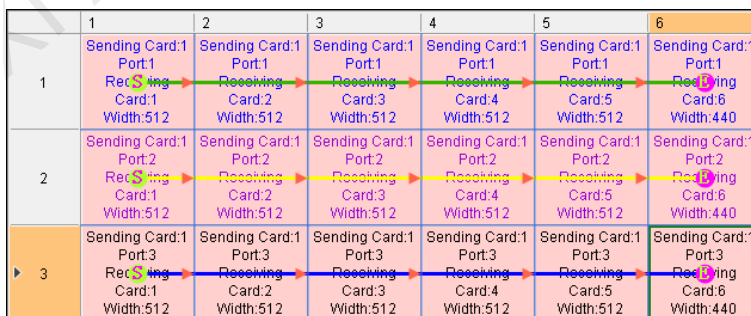 1 2 3 4 5 6
Sending Card:1 Sending Card:1 Sending Card:1 Sending Card:1 Sending Card:1 Sending Card:1
Port:1 Port:1 Port:1 Port:1 Port:1 Port:1
1 Receiving Receiving Receiving Receiving Receiving Receiving
S E
Card:1 Card:2 Card:3 Card:4 Card:5 Card:6
Width:512 Width:512 Width:512 Width:512 Width:512 Width:440
Sending Card:1 Sending Card:1 Sending Card:1 Sending Card:1 Sending Card:1 Sending Card:1
Port:2 Port:2 Port:2 Port:2 Port:2 Port:2
2 Receiving Receiving Receiving Receiving Receiving Receiving
S E
Card:1 Card:2 Card:3 Card:4 Card:5 Card:6
Width:512 Width:512 Width:512 Width:512 Width:512 Width:440
Sending Card:1 Sending Card:1 Sending Card:1 Sending Card:1 Sending Card:1 Sending Card:1
Port:3 Port:3 Port:3 Port:3 Port:3 Port:3
3 Receiving Receiving Receiving Receiving Receiving Receiving
S E
Card:1 Card:2 Card:3 Card:4 Card:5 Card:6
Width:512 Width:512 Width:512 Width:512 Width:512 Width:440